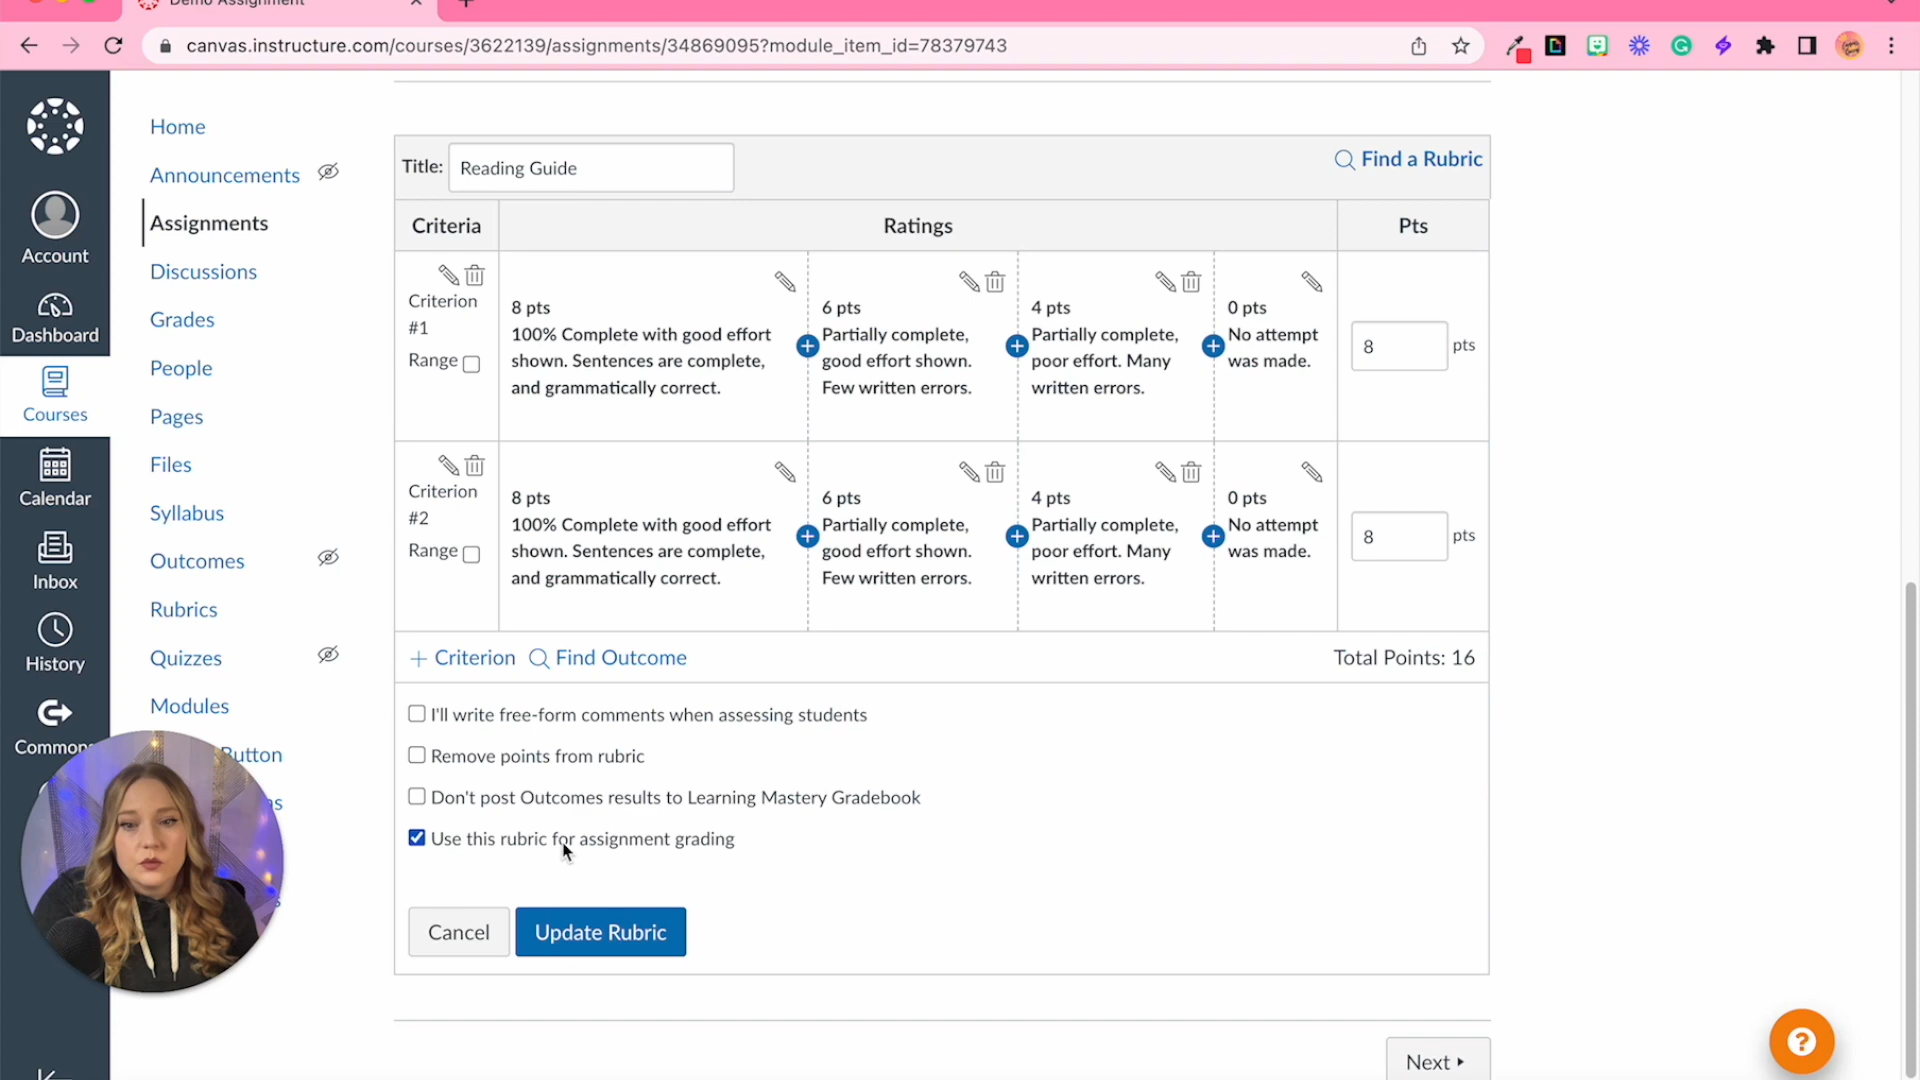 Demo Assignment
canvas.instructure.com/courses/3622139/assignments/34869095?module_item_id=78379743
Account
Dashboard
Courses
Calendar
Inbox
History
Home
Announcements
Assignments
Discussions
Grades
People
Pages
Files
Syllabus
Outcomes
Rubrics
Quizzes
Modules
Title: Reading Guide
Find a Rubric
Criteria Ratings Pts
Criterion
#1
Range
8 pts
100% Complete with good effort
shown. Sentences are complete,
and grammatically correct.
6 pts
Partially complete,
good effort shown.
Few written errors.
4 pts
Partially complete,
poor effort. Many
written errors.
0 pts
No attempt
was made.
8 pts
Criterion
#2
Range
8 pts
100% Complete with good effort
shown. Sentences are complete,
and grammatically correct.
6 pts
Partially complete,
good effort shown.
Few written errors.
4 pts
Partially complete,
poor effort. Many
written errors.
0 pts
No attempt
was made.
8 pts
+ Criterion Find Outcome Total Points: 16
I'll write free-form comments when assessing students
Remove points from rubric
Don't post Outcomes results to Learning Mastery Gradebook
Use this rubric for assignment grading
Cancel Update Rubric
Next
?